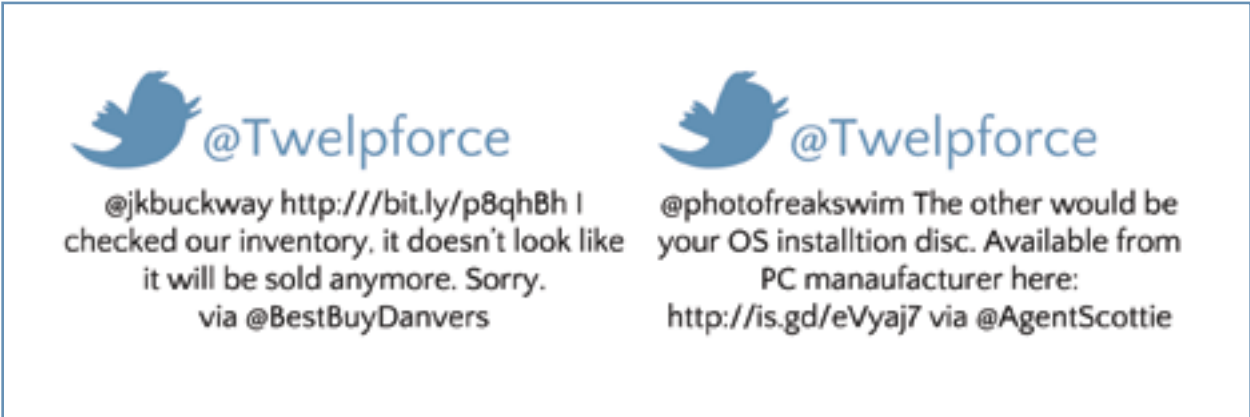 @Twelpforce
@jkbuckway http:///bit.ly/p8qhBh I
checked our inventory, it doesn't look like
it will be sold anymore. Sorry.
via @BestBuyDanvers
@Twelpforce
@photofreakswim The other would be
your OS installtion disc. Available from
PC manaufacturer here:
http://is.gd/eVyaj7 via @AgentScottie